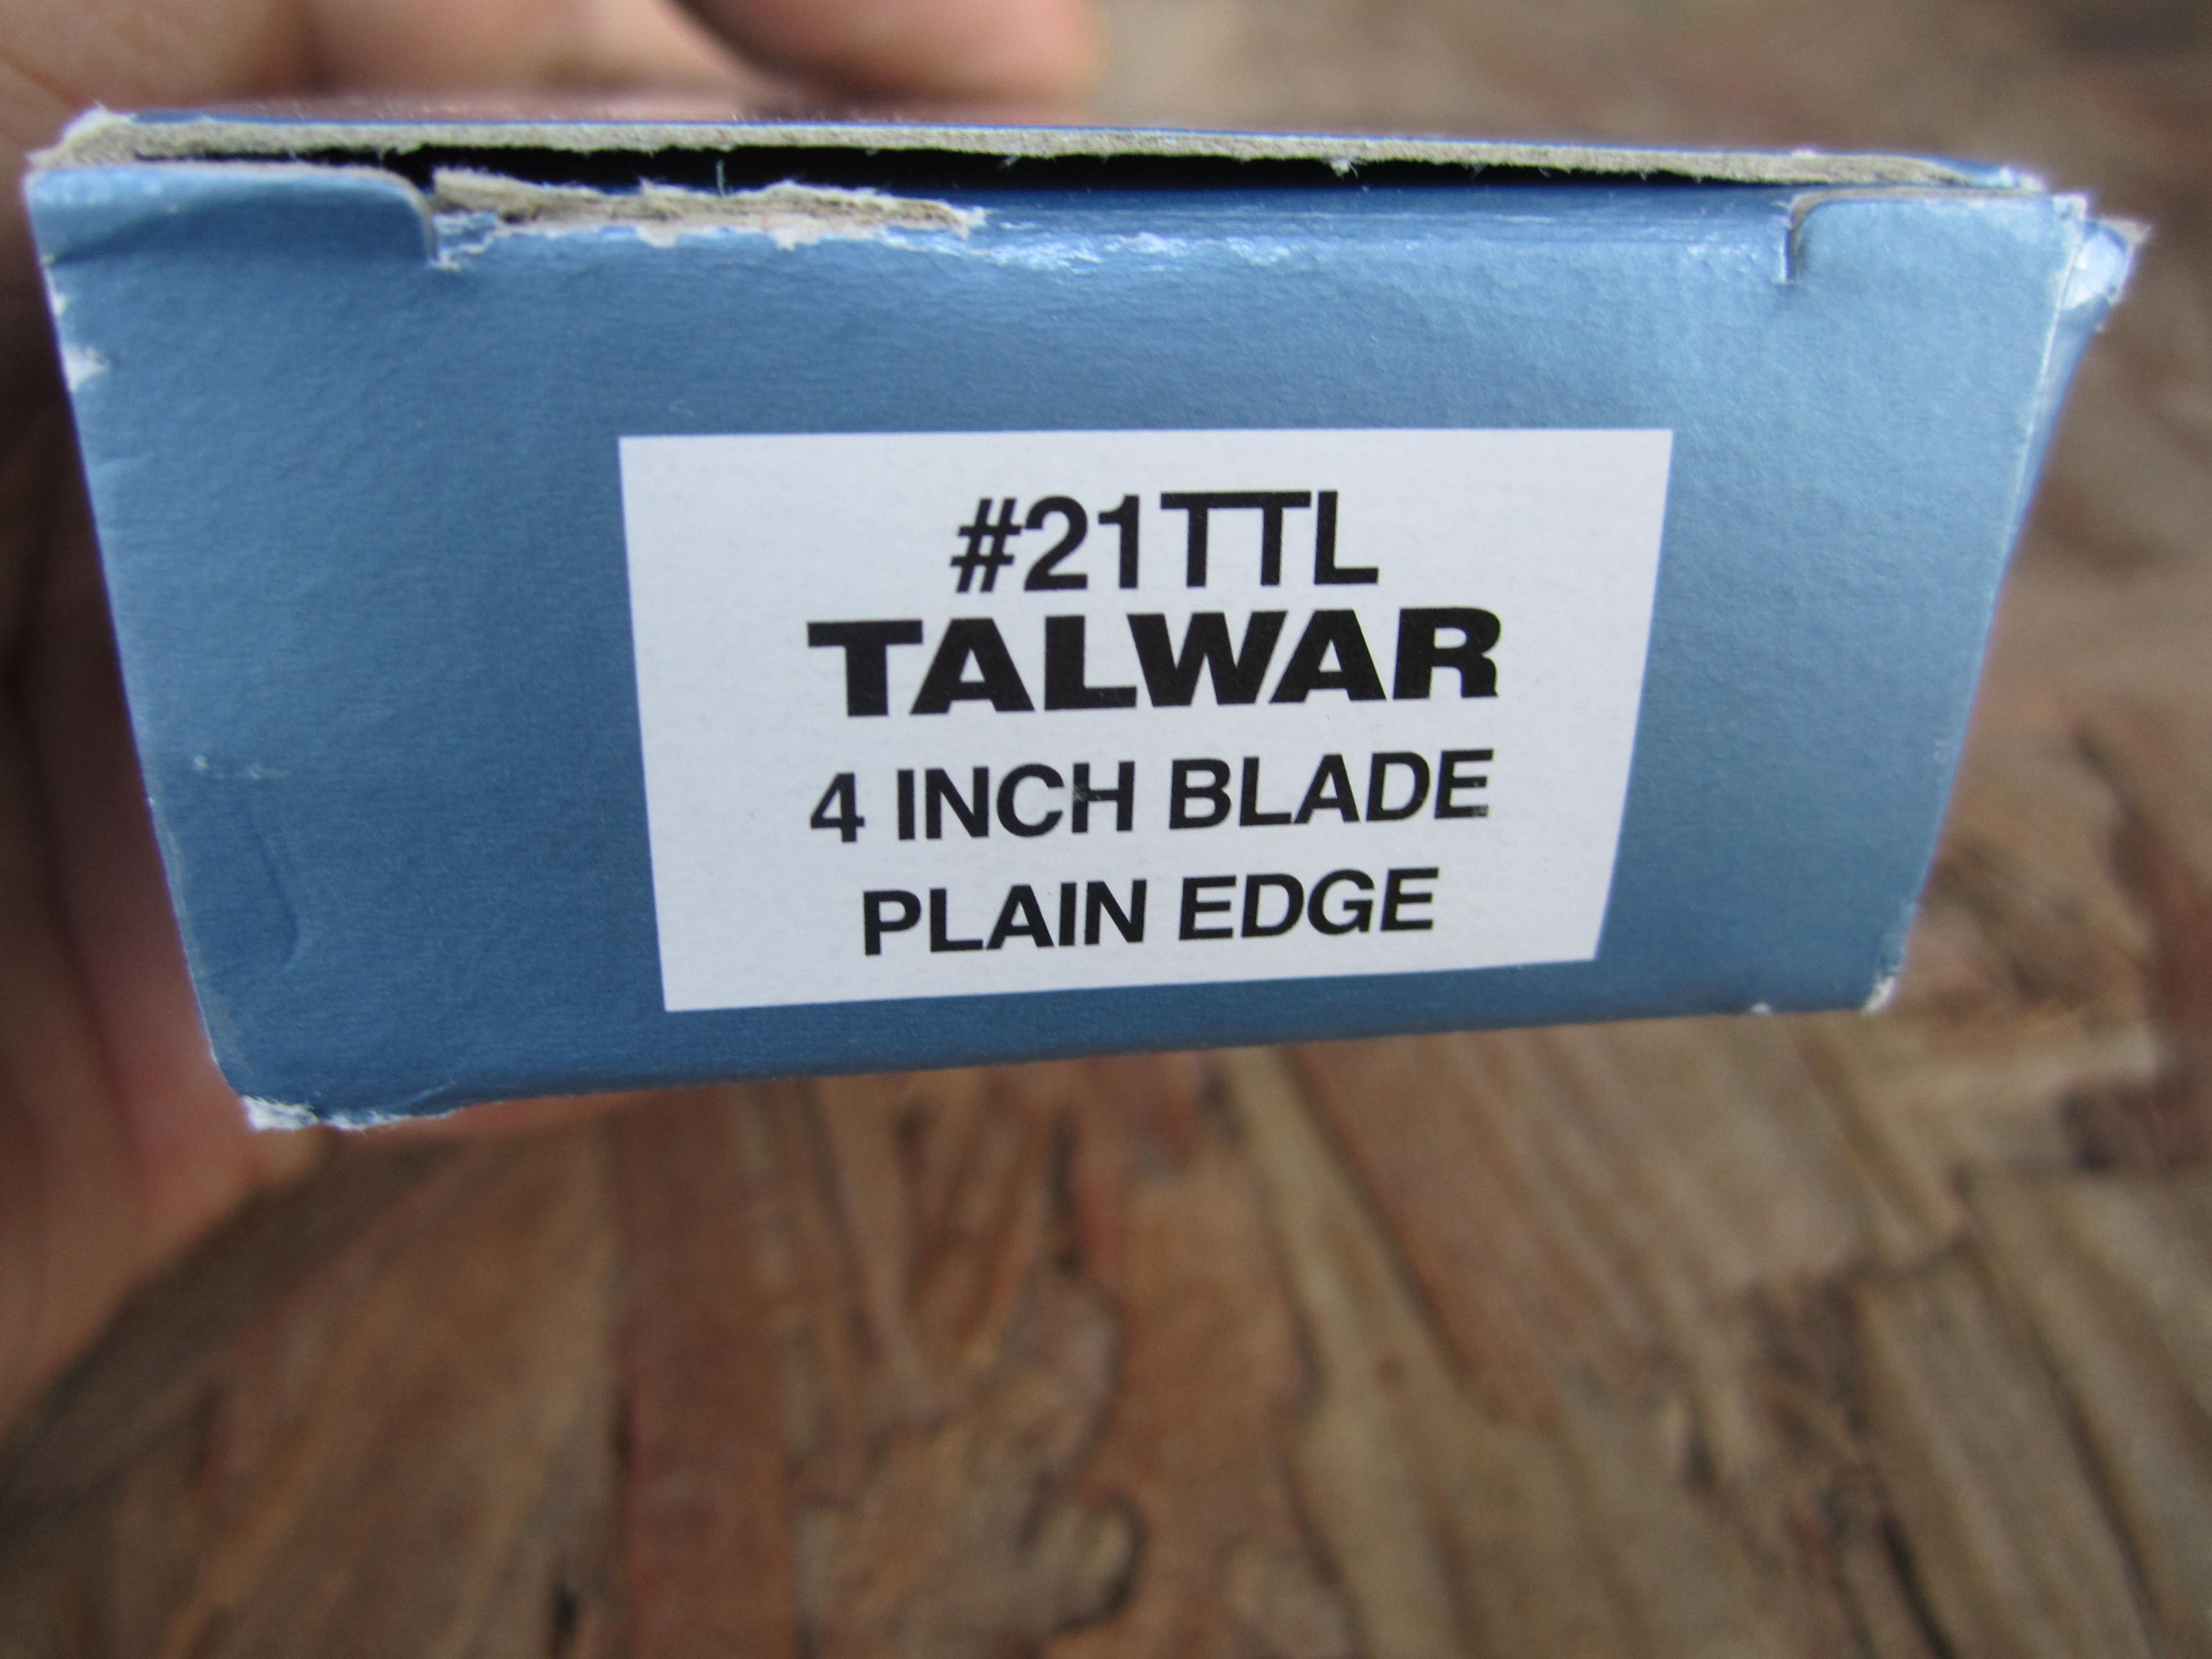 #21TTL
TALWAR
4 INCH BLADE
PLAIN EDGE